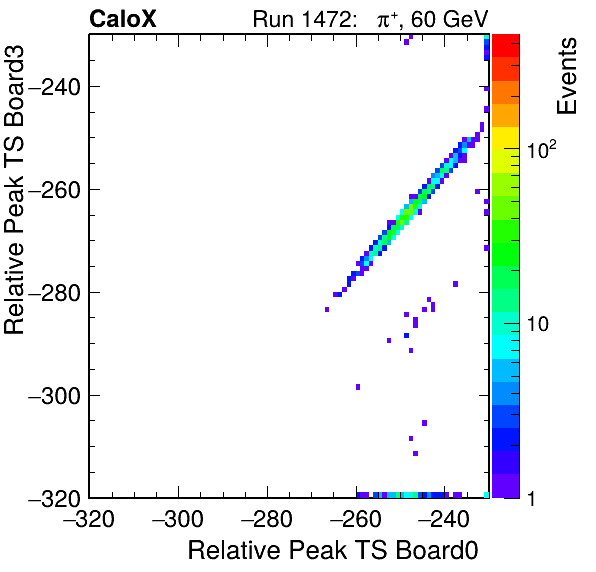 CaloX Run 1472: π⁺, 60 GeV
Relative Peak TS Board3
−240
−260
−280
−300
−320
−320 −300 −280 −260 −240
Relative Peak TS Board0
Events
10²
10
1